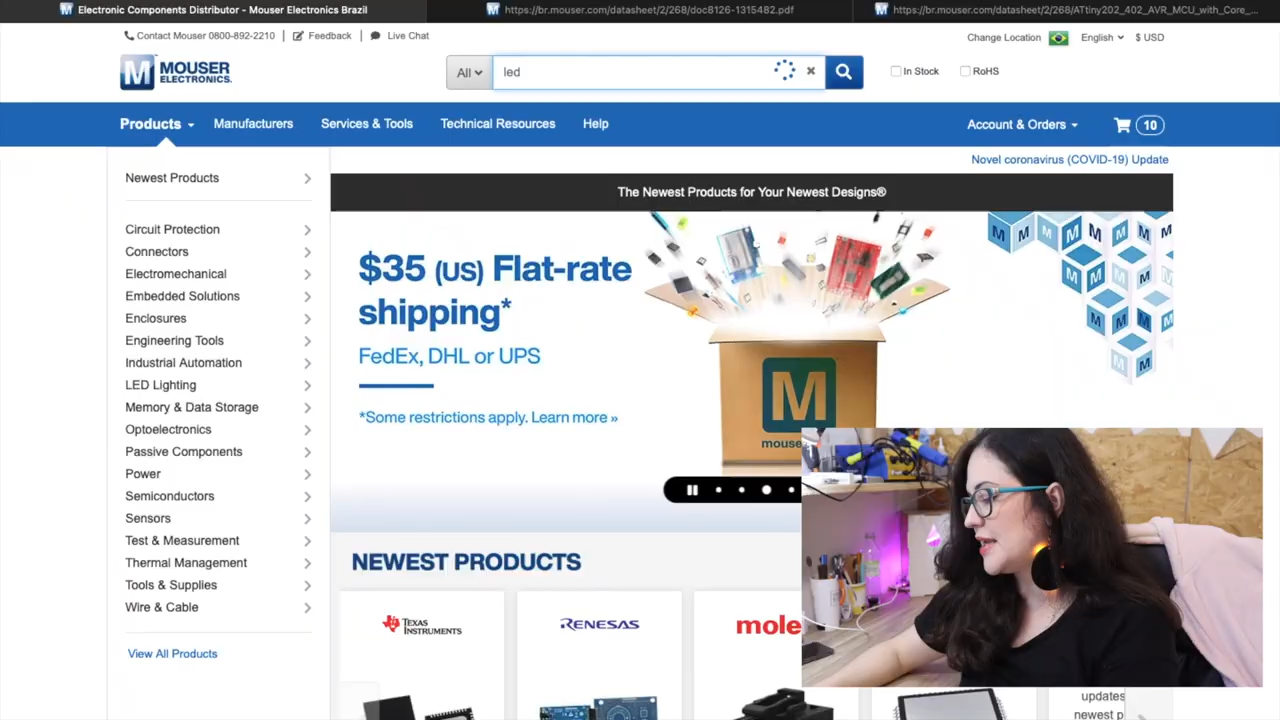 Electronic Components Distributor - Mouser Electronics Brazil
https://br.mouser.com/datasheet/2/268/doc8126-1315482.pdf
https://br.mouser.com/datasheet/2/268/ATtiny202_402_AVR_MCU_with_Core_...
Contact Mouser 0800-892-2210 | Feedback | Live Chat
Change Location English $ USD
M MOUSER ELECTRONICS.
All led
In Stock RoHS
Products Manufacturers Services & Tools Technical Resources Help
Account & Orders 10
Novel coronavirus (COVID-19) Update
Newest Products
Circuit Protection
Connectors
Electromechanical
Embedded Solutions
Enclosures
Engineering Tools
Industrial Automation
LED Lighting
Memory & Data Storage
Optoelectronics
Passive Components
Power
Semiconductors
Sensors
Test & Measurement
Thermal Management
Tools & Supplies
Wire & Cable
View All Products
The Newest Products for Your Newest Designs®
$35 (US) Flat-rate
shipping*
FedEx, DHL or UPS
*Some restrictions apply. Learn more »
M
mouse
NEWEST PRODUCTS
TEXAS INSTRUMENTS
RENESAS
mole
updates
newest p